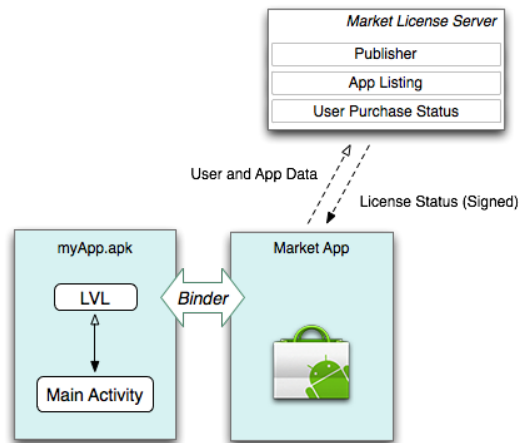 Market License Server
Publisher
App Listing
User Purchase Status
User and App Data
License Status (Signed)
myApp.apk
LVL
Main Activity
Binder
Market App